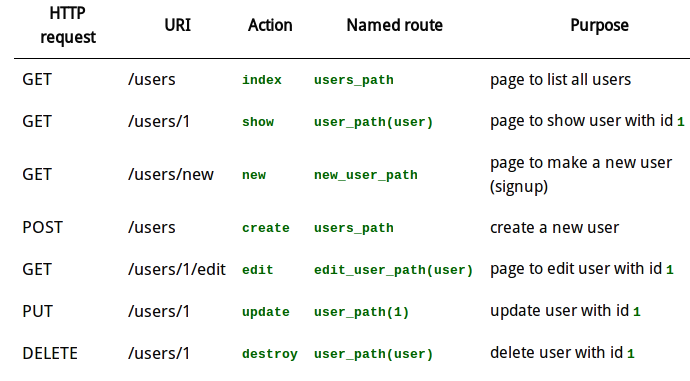 HTTP request URI Action Named route Purpose
GET /users index users_path page to list all users
GET /users/1 show user_path(user) page to show user with id 1
GET /users/new new new_user_path page to make a new user (signup)
POST /users create users_path create a new user
GET /users/1/edit edit edit_user_path(user) page to edit user with id 1
PUT /users/1 update user_path(1) update user with id 1
DELETE /users/1 destroy user_path(user) delete user with id 1